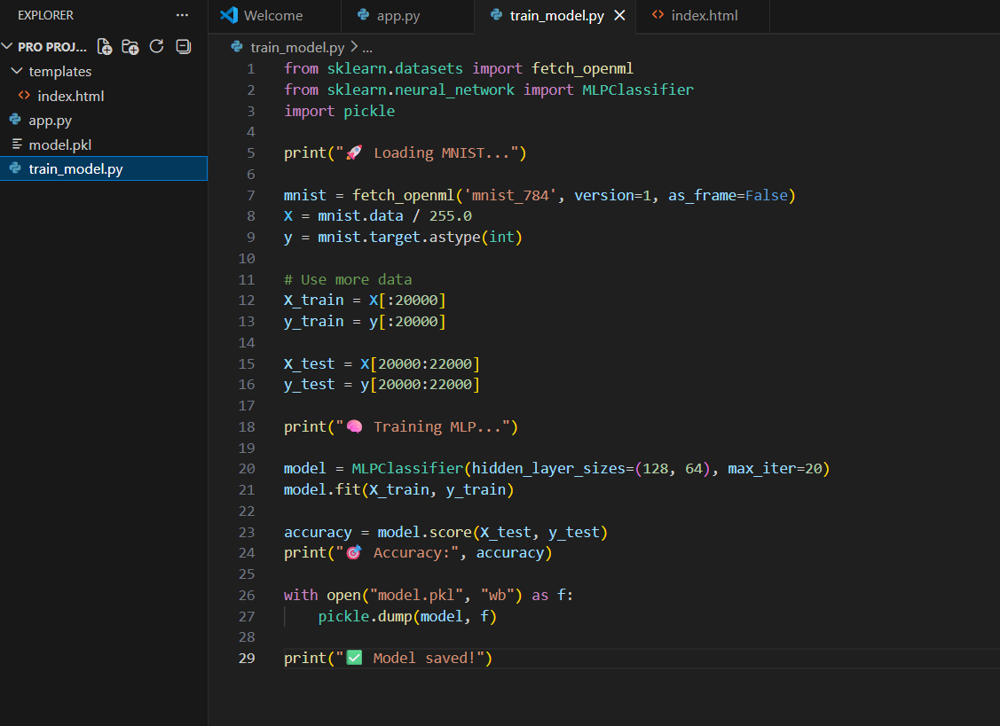 EXPLORER ...
PRO PROJ...
templates
<> index.html
app.py
model.pkl
train_model.py
Welcome app.py train_model.py <> index.html
train_model.py > ...
1 from sklearn.datasets import fetch_openml
2 from sklearn.neural_network import MLPClassifier
3 import pickle
4
5 print("🚀 Loading MNIST...")
6
7 mnist = fetch_openml('mnist_784', version=1, as_frame=False)
8 X = mnist.data / 255.0
9 y = mnist.target.astype(int)
10
11 # Use more data
12 X_train = X[:20000]
13 y_train = y[:20000]
14
15 X_test = X[20000:22000]
16 y_test = y[20000:22000]
17
18 print("🧠 Training MLP...")
19
20 model = MLPClassifier(hidden_layer_sizes=(128, 64), max_iter=20)
21 model.fit(X_train, y_train)
22
23 accuracy = model.score(X_test, y_test)
24 print("🎯 Accuracy:", accuracy)
25
26 with open("model.pkl", "wb") as f:
27     pickle.dump(model, f)
28
29 print("✅ Model saved!")